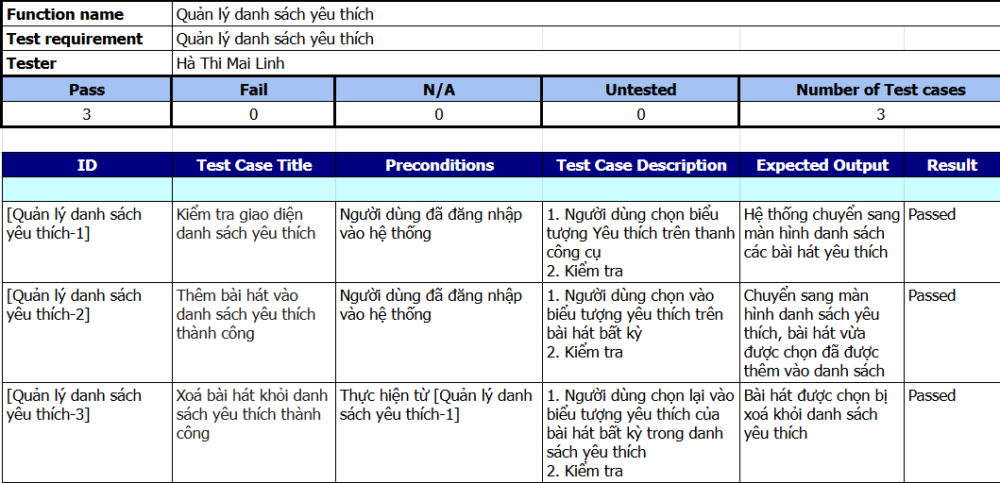 Function name Quản lý danh sách yêu thích
Test requirement Quản lý danh sách yêu thích
Tester Hà Thi Mai Linh
Pass Fail N/A Untested Number of Test cases
3 0 0 0 3
ID Test Case Title Preconditions Test Case Description Expected Output Result
[Quản lý danh sách
yêu thích-1]
Kiểm tra giao diện
danh sách yêu thích
Người dùng đã đăng nhập
vào hệ thống
1. Người dùng chọn biểu
tượng Yêu thích trên thanh
công cụ
2. Kiểm tra
Hệ thống chuyển sang
màn hình danh sách
các bài hát yêu thích
Passed
[Quản lý danh sách
yêu thích-2]
Thêm bài hát vào
danh sách yêu thích
thành công
Người dùng đã đăng nhập
vào hệ thống
1. Người dùng chọn vào
biểu tượng yêu thích trên
bài hát bất kỳ
2. Kiểm tra
Chuyển sang màn
hình danh sách yêu
thích, bài hát vừa
được chọn đã được
thêm vào danh sách
Passed
[Quản lý danh sách
yêu thích-3]
Xoá bài hát khỏi danh
sách yêu thích thành
công
Thực hiện từ [Quản lý danh
sách yêu thích-1]
1. Người dùng chọn lại vào
biểu tượng yêu thích của
bài hát bất kỳ trong danh
sách yêu thích
2. Kiểm tra
Bài hát được chọn bị
xoá khỏi danh sách
yêu thích
Passed